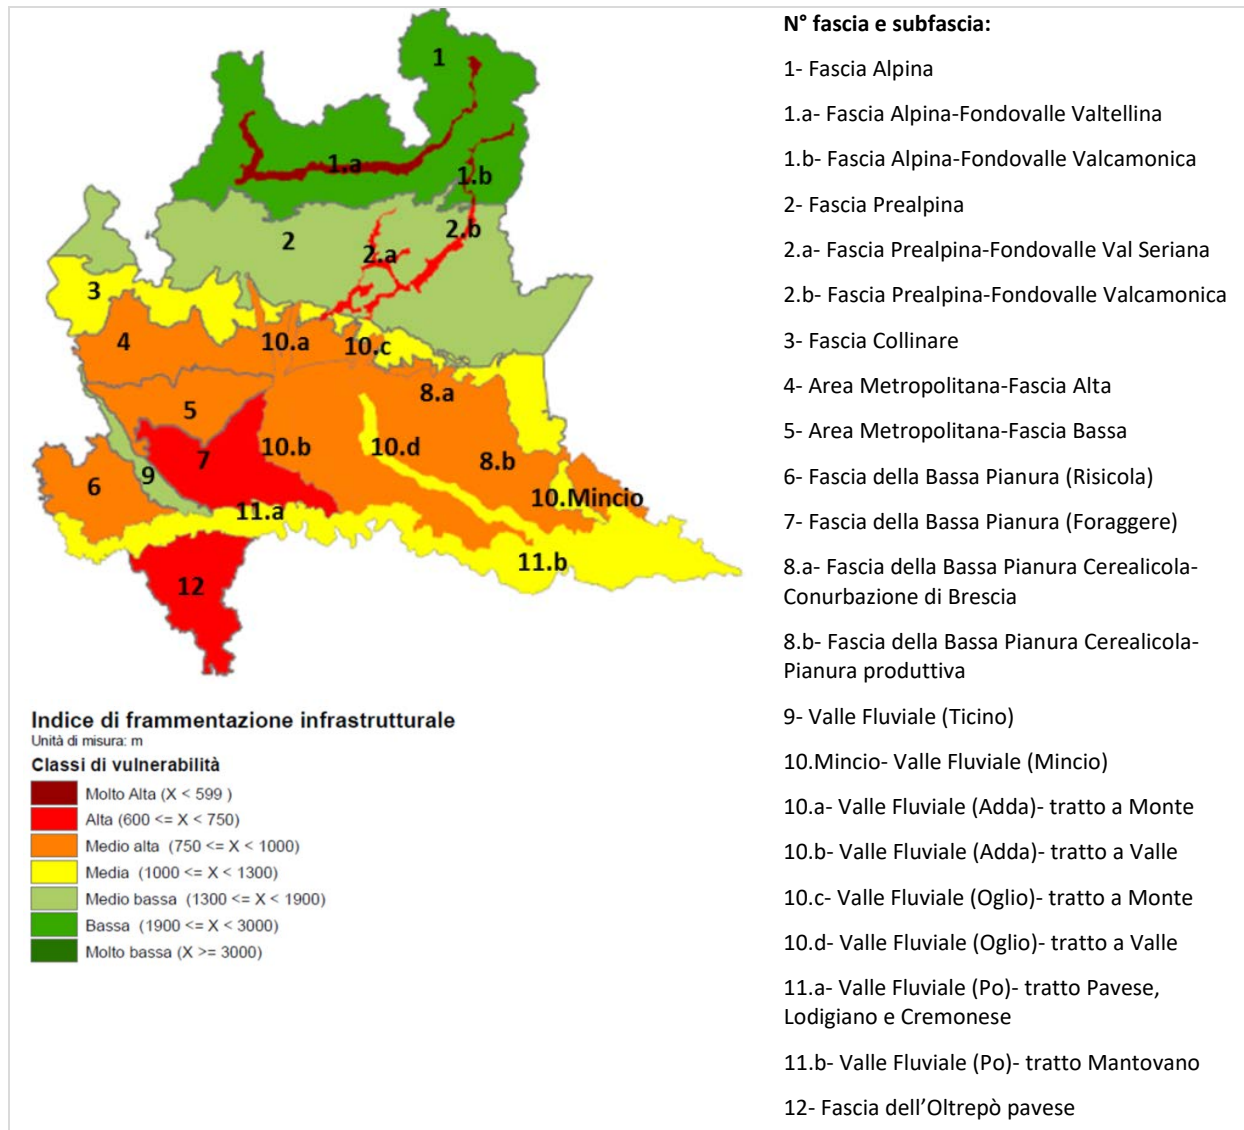 1
1.a
1.b
2
2.a
2.b
3
4
10.a
10.c
5
8.a
7
10.b
10.d
8.b
6
9
10.Mincio
11.a
11.b
12
Indice di frammentazione infrastrutturale
Unità di misura: m
Classi di vulnerabilità
Molto Alta (X < 599 )
Alta (600 <= X < 750)
Medio alta (750 <= X < 1000)
Media (1000 <= X < 1300)
Medio bassa (1300 <= X < 1900)
Bassa (1900 <= X < 3000)
Molto bassa (X >= 3000)
N° fascia e subfascia:
1- Fascia Alpina
1.a- Fascia Alpina-Fondovalle Valtellina
1.b- Fascia Alpina-Fondovalle Valcamonica
2- Fascia Prealpina
2.a- Fascia Prealpina-Fondovalle Val Seriana
2.b- Fascia Prealpina-Fondovalle Valcamonica
3- Fascia Collinare
4- Area Metropolitana-Fascia Alta
5- Area Metropolitana-Fascia Bassa
6- Fascia della Bassa Pianura (Risicola)
7- Fascia della Bassa Pianura (Foraggere)
8.a- Fascia della Bassa Pianura Cerealicola-
Conurbazione di Brescia
8.b- Fascia della Bassa Pianura Cerealicola-
Pianura produttiva
9- Valle Fluviale (Ticino)
10.Mincio- Valle Fluviale (Mincio)
10.a- Valle Fluviale (Adda)- tratto a Monte
10.b- Valle Fluviale (Adda)- tratto a Valle
10.c- Valle Fluviale (Oglio)- tratto a Monte
10.d- Valle Fluviale (Oglio)- tratto a Valle
11.a- Valle Fluviale (Po)- tratto Pavese,
Lodigiano e Cremonese
11.b- Valle Fluviale (Po)- tratto Mantovano
12- Fascia dell’Oltrepò pavese